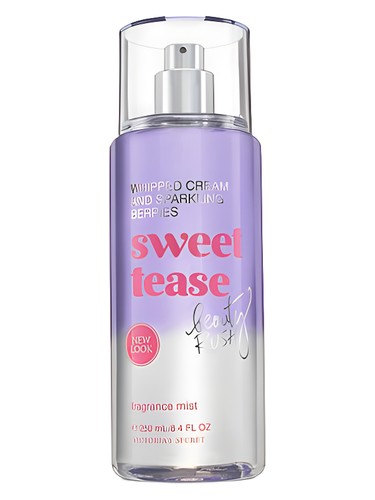 WHIPPED CREAM
AND SPARKLING
BERRIES
sweet
tease
beauty
RUSH
NEW
LOOK
fragrance mist
℮ 250 mL/8.4 FL OZ
VICTORIA'S SECRET